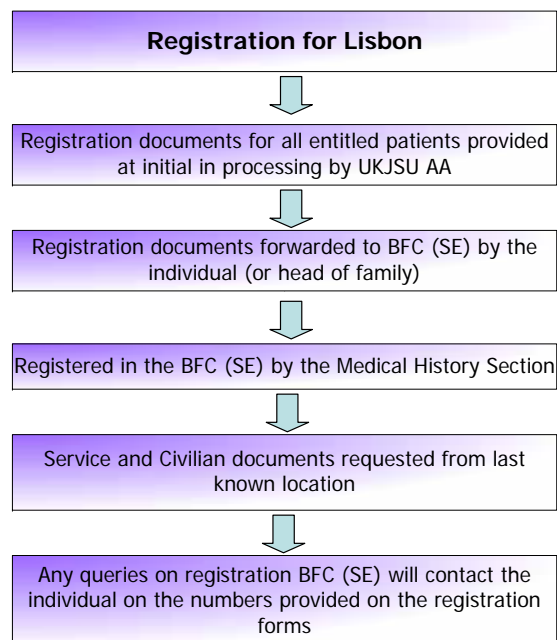 Registration for Lisbon
Registration documents for all entitled patients provided
at initial in processing by UKJSU AA
Registration documents forwarded to BFC (SE) by the
individual (or head of family)
Registered in the BFC (SE) by the Medical History Section
Service and Civilian documents requested from last
known location
Any queries on registration BFC (SE) will contact the
individual on the numbers provided on the registration
forms